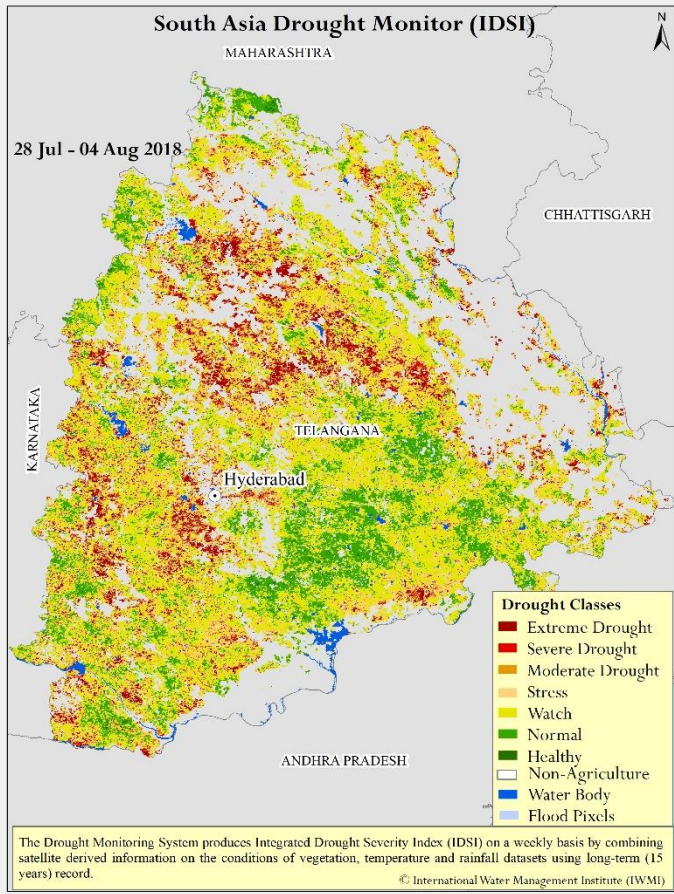 South Asia Drought Monitor (IDSI)
N
MAHARASHTRA
28 Jul - 04 Aug 2018
CHHATTISGARH
KARNATAKA
TELANGANA
Hyderabad
Drought Classes
Extreme Drought
Severe Drought
Moderate Drought
Stress
Watch
Normal
Healthy
Non-Agriculture
Water Body
Flood Pixels
ANDHRA PRADESH
The Drought Monitoring System produces Integrated Drought Severity Index (IDSI) on a weekly basis by combining
satellite derived information on the conditions of vegetation, temperature and rainfall datasets using long-term (15
years) record.
© International Water Management Institute (IWMI)